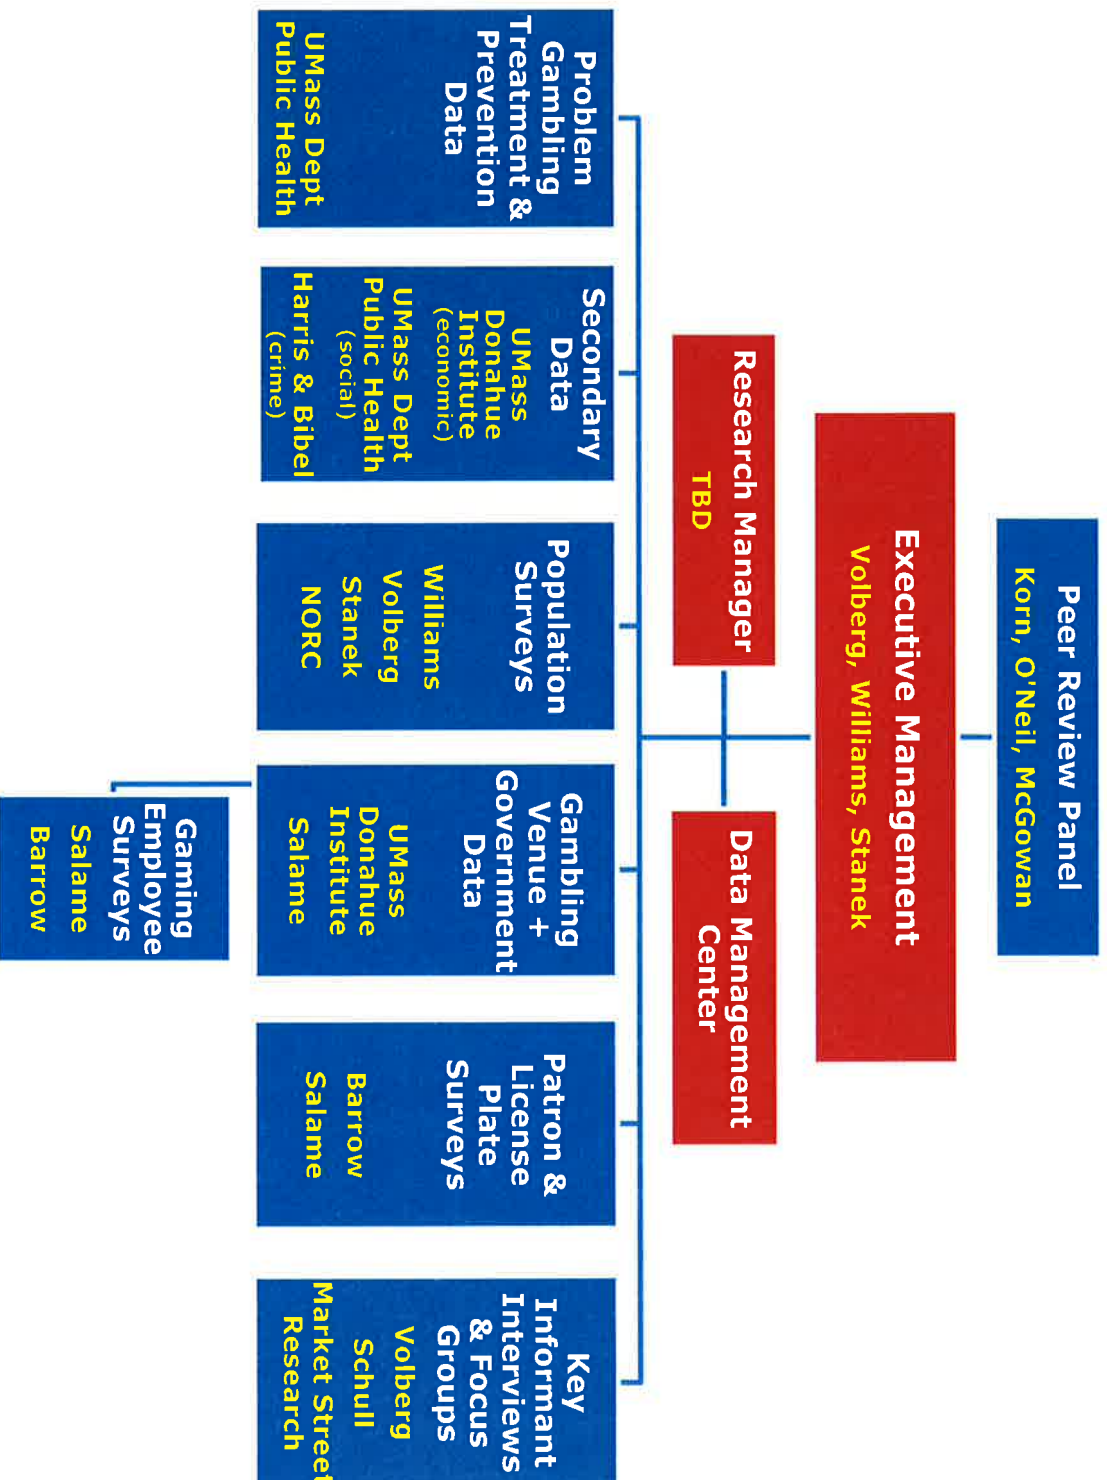 Peer Review Panel
Korn, O'Neil, McGowan
Executive Management
Volberg, Williams, Stanek
Research Manager
TBD
Data Management
Center
Problem
Gambling
Treatment &
Prevention
Data
UMass Dept
Public Health
Secondary
Data
UMass
Donahue
Institute
(economic)
UMass Dept
Public Health
(social)
Harris & Bibel
(crime)
Population
Surveys
Williams
Volberg
Stanek
NORC
Gambling
Venue +
Government
Data
UMass
Donahue
Institute
Salame
Patron &
License
Plate
Surveys
Barrow
Salame
Key
Informant
Interviews
& Focus
Groups
Volberg
Schull
Market Street
Research
Gaming
Employee
Surveys
Salame
Barrow